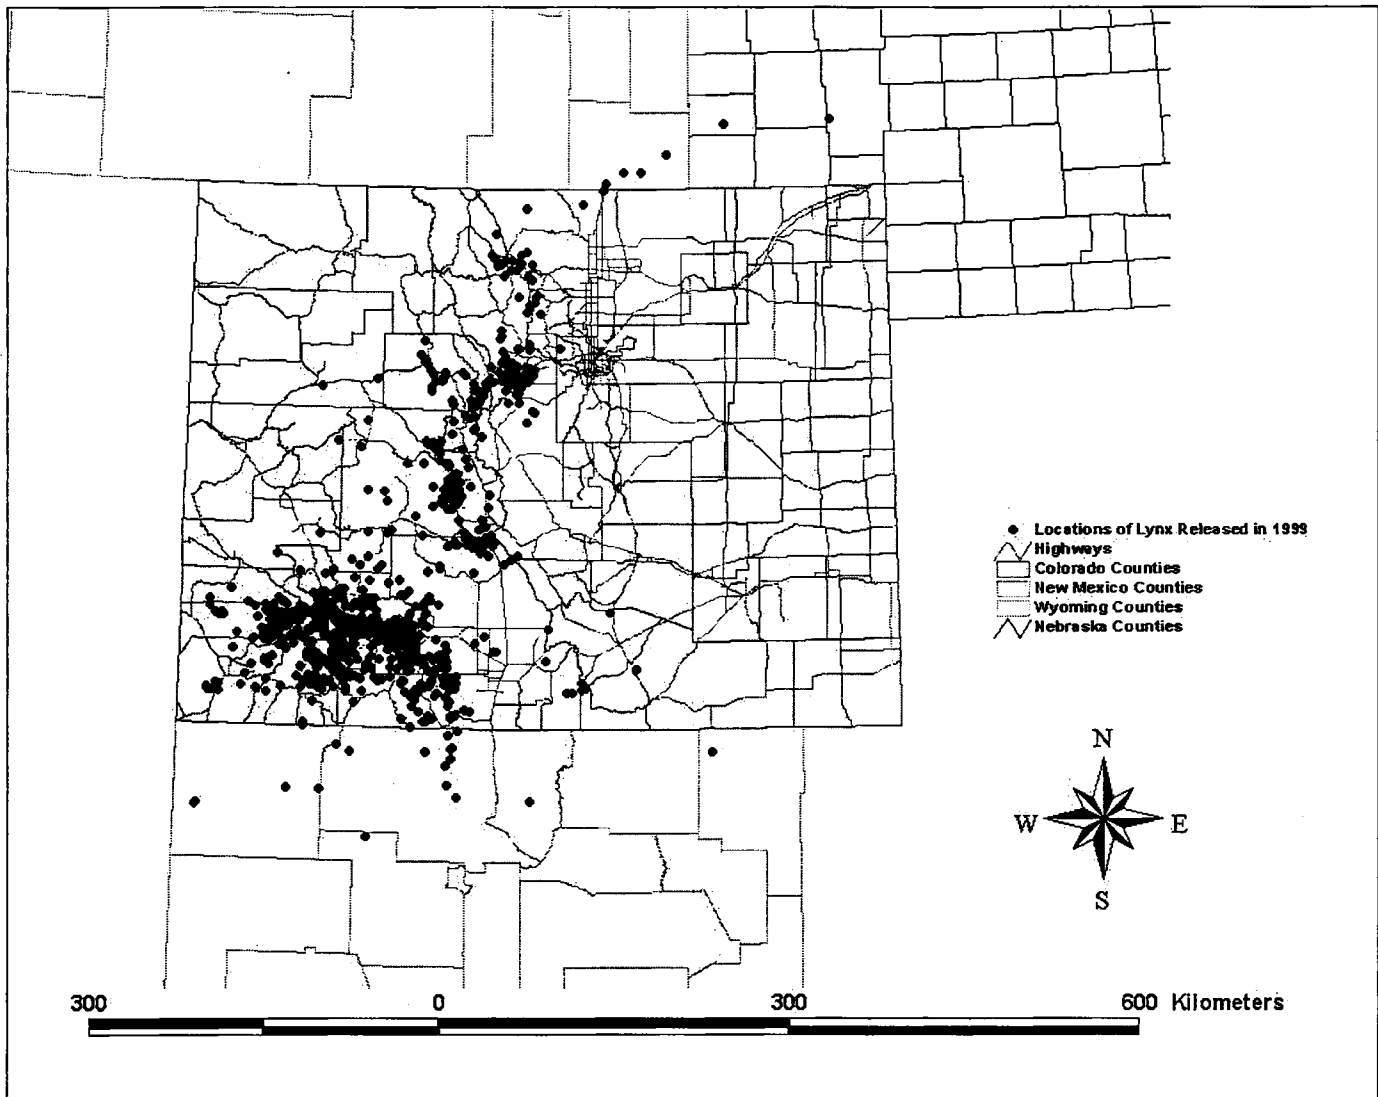 Locations of Lynx Released in 1999
Highways
Colorado Counties
New Mexico Counties
Wyoming Counties
Nebraska Counties
N
W E
S
300 0 300 600 Kilometers